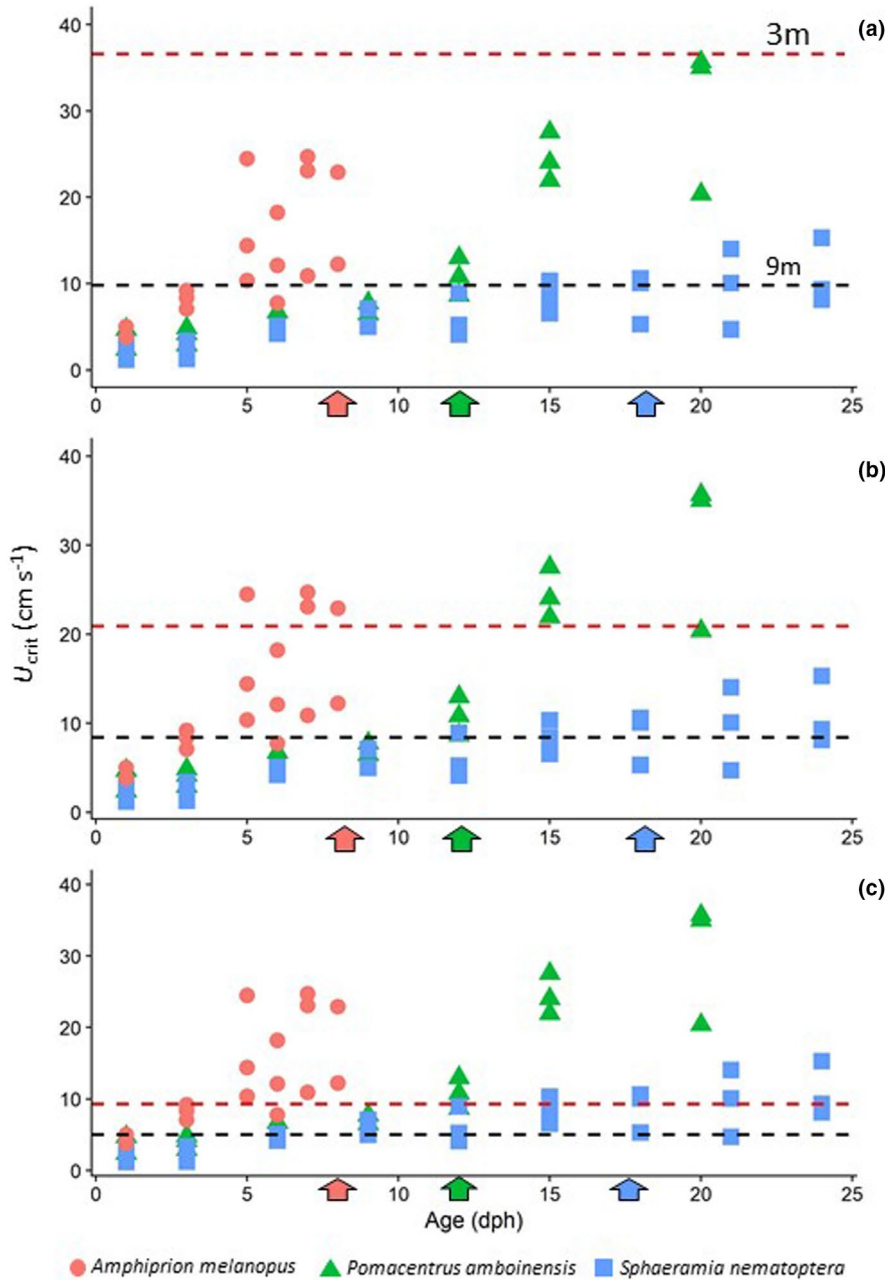 (a)
40
3m
30
20
10
9m
0
0 5 10 15 20 25
(b)
40
30
20
10
0
0 5 10 15 20 25
U_crit (cm s⁻¹)
(c)
40
30
20
10
0
0 5 10 15 20 25
Age (dph)
Amphiprion melanopus Pomacentrus amboinensis Sphaeramia nematoptera